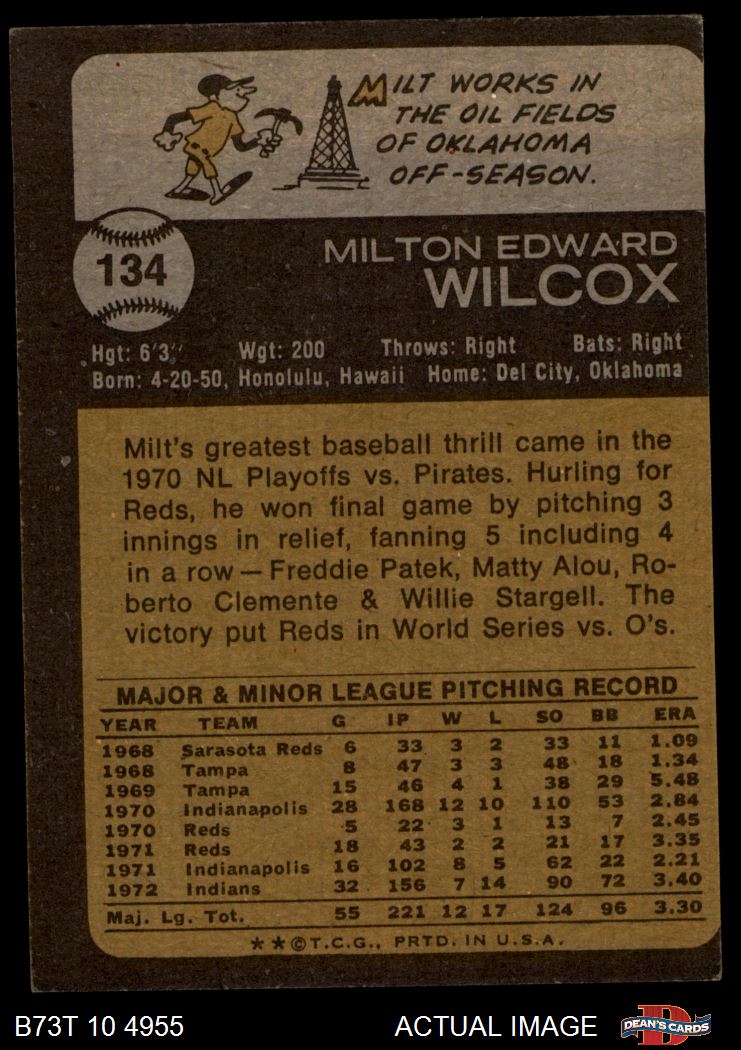 MILT WORKS IN
THE OIL FIELDS
OF OKLAHOMA
OFF-SEASON.
134
MILTON EDWARD
WILCOX
Hgt: 6'3" Wgt: 200 Throws: Right Bats: Right
Born: 4-20-50, Honolulu, Hawaii Home: Del City, Oklahoma
Milt's greatest baseball thrill came in the
1970 NL Playoffs vs. Pirates. Hurling for
Reds, he won final game by pitching 3
innings in relief, fanning 5 including 4
in a row — Freddie Patek, Matty Alou, Ro-
berto Clemente & Willie Stargell. The
victory put Reds in World Series vs. O's.
MAJOR & MINOR LEAGUE PITCHING RECORD
YEAR TEAM G IP W L SO BB ERA
1968 Sarasota Reds 6 33 3 2 33 11 1.09
1968 Tampa 8 47 3 3 48 18 1.34
1969 Tampa 15 46 4 1 38 29 5.48
1970 Indianapolis 28 168 12 10 110 53 2.84
1970 Reds 5 22 3 1 13 7 2.45
1971 Reds 18 43 2 2 21 17 3.35
1971 Indianapolis 16 102 8 5 62 22 2.21
1972 Indians 32 156 7 14 90 72 3.40
Maj. Lg. Tot. 55 221 12 17 124 96 3.30
★★©T.C.G., PRTD. IN U.S.A.
B73T 10 4955 ACTUAL IMAGE D DEAN'S CARDS